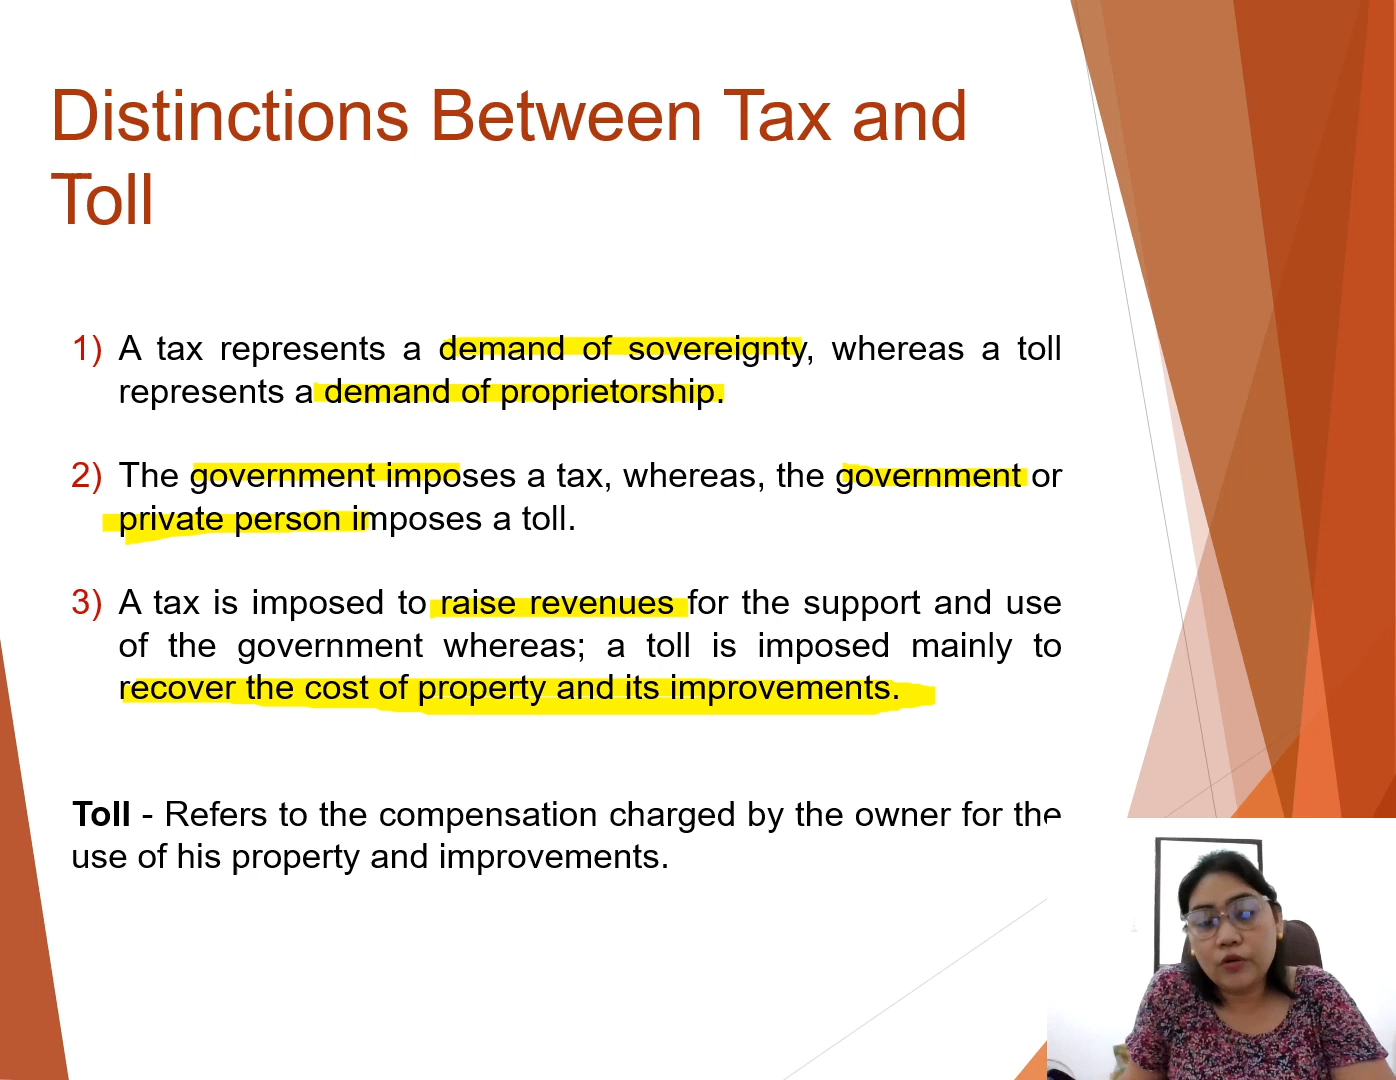 Distinctions Between Tax and
Toll
1) A tax represents a demand of sovereignty, whereas a toll
represents a demand of proprietorship.
2) The government imposes a tax, whereas, the government or
private person imposes a toll.
3) A tax is imposed to raise revenues for the support and use
of the government whereas; a toll is imposed mainly to
recover the cost of property and its improvements.
Toll - Refers to the compensation charged by the owner for the
use of his property and improvements.